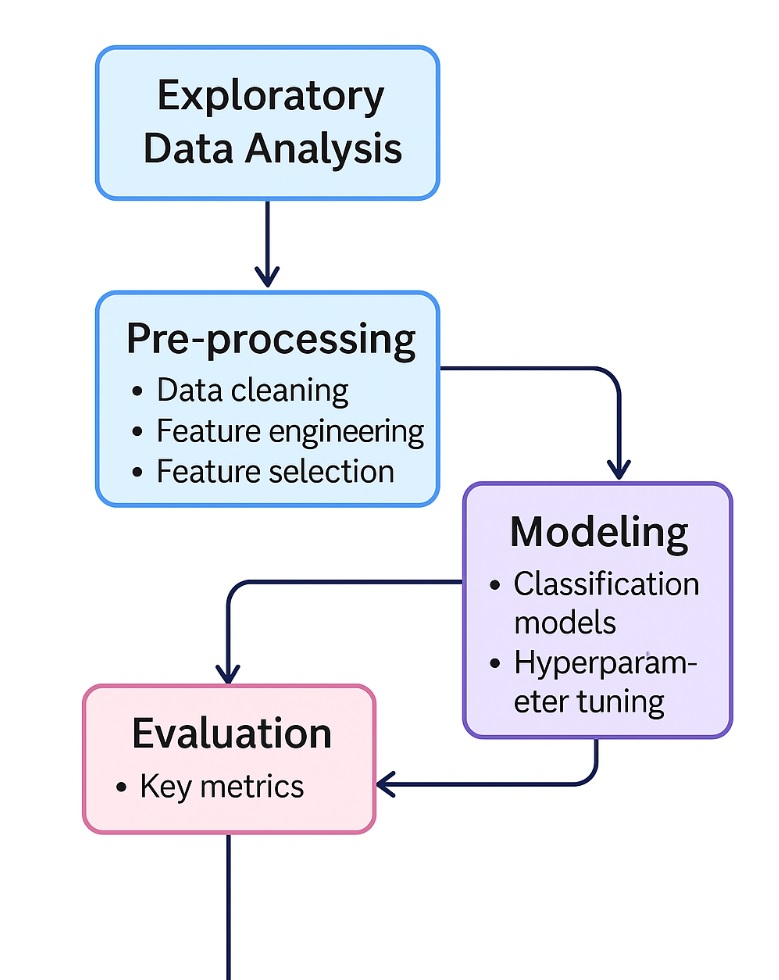 Exploratory
Data Analysis
Pre-processing
• Data cleaning
• Feature engineering
• Feature selection
Modeling
• Classification
models
• Hyperparam-
eter tuning
Evaluation
• Key metrics